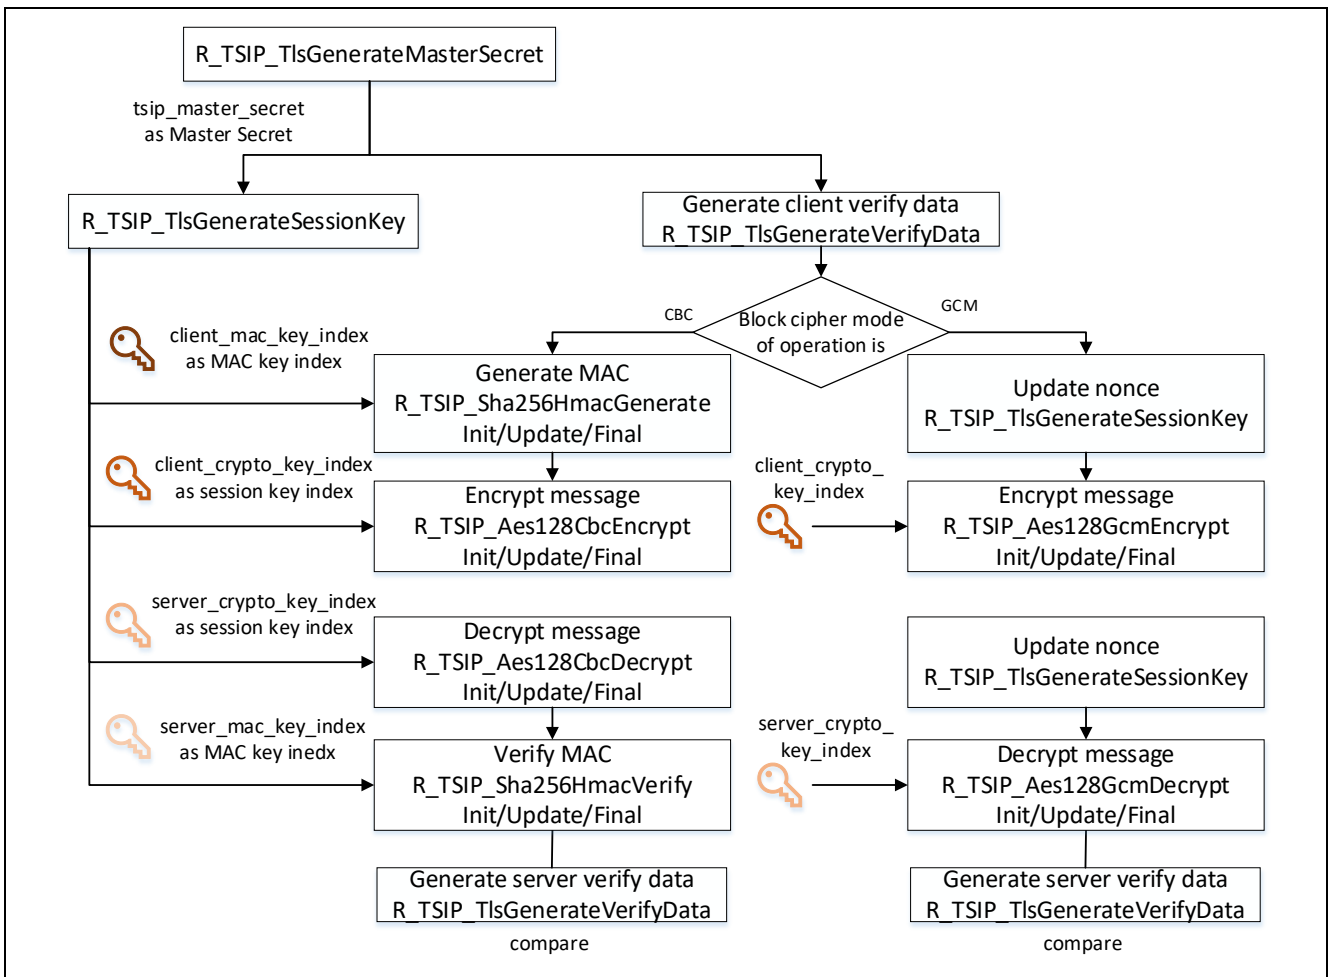 R_TSIP_TlsGenerateMasterSecret
tsip_master_secret
as Master Secret
R_TSIP_TlsGenerateSessionKey
Generate client verify data
R_TSIP_TlsGenerateVerifyData
CBC
Block cipher mode
of operation is
GCM
client_mac_key_index
as MAC key index
Generate MAC
R_TSIP_Sha256HmacGenerate
Init/Update/Final
Update nonce
R_TSIP_TlsGenerateSessionKey
client_crypto_key_index
as session key index
Encrypt message
R_TSIP_Aes128CbcEncrypt
Init/Update/Final
client_crypto_
key_index
Encrypt message
R_TSIP_Aes128GcmEncrypt
Init/Update/Final
server_crypto_key_index
as session key index
Decrypt message
R_TSIP_Aes128CbcDecrypt
Init/Update/Final
Update nonce
R_TSIP_TlsGenerateSessionKey
server_mac_key_index
as MAC key inedx
Verify MAC
R_TSIP_Sha256HmacVerify
Init/Update/Final
server_crypto_
key_index
Decrypt message
R_TSIP_Aes128GcmDecrypt
Init/Update/Final
Generate server verify data
R_TSIP_TlsGenerateVerifyData
compare
Generate server verify data
R_TSIP_TlsGenerateVerifyData
compare